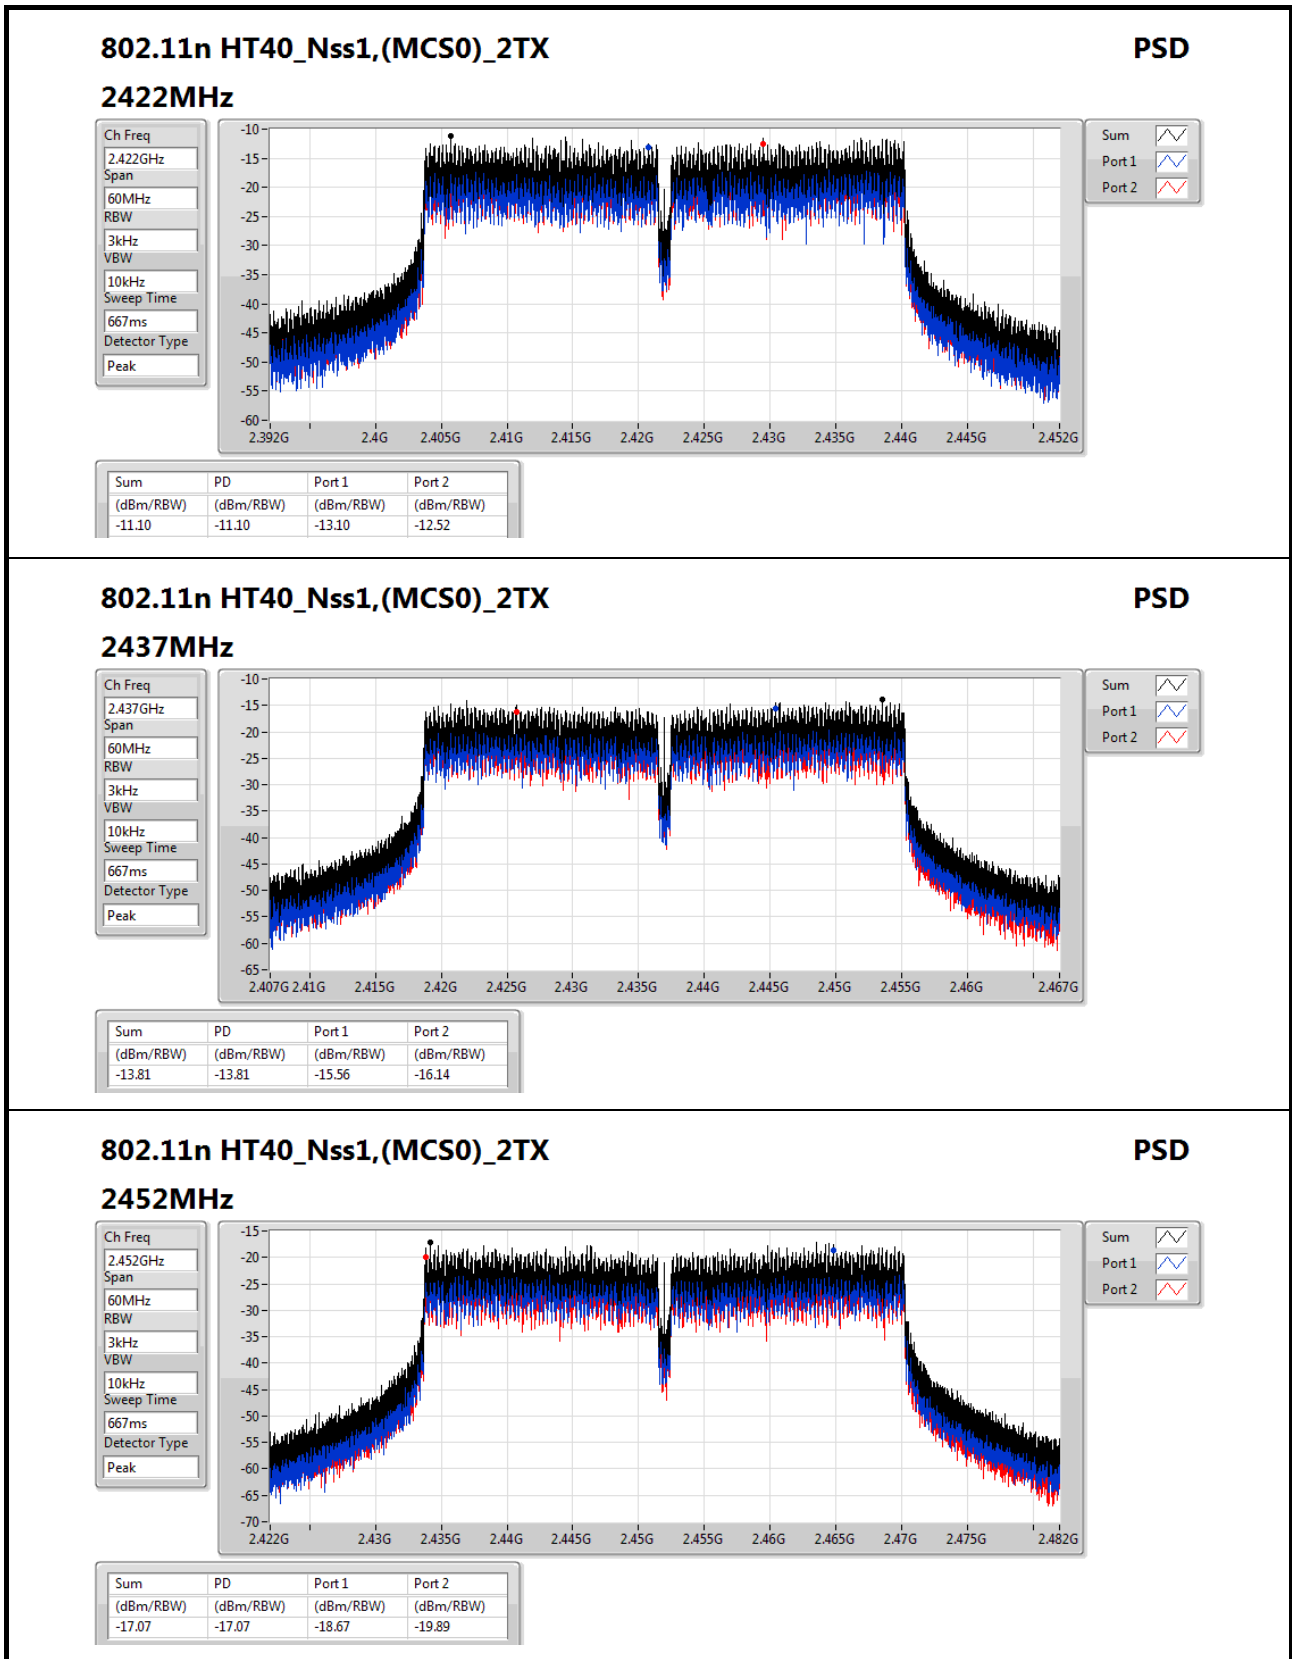 802.11n HT40_Nss1,(MCS0)_2TX PSD
2422MHz
Ch Freq
2.422GHz
Span
60MHz
RBW
3kHz
VBW
10kHz
Sweep Time
667ms
Detector Type
Peak
-10
-15
-20
-25
-30
-35
-40
-45
-50
-55
-60
2.392G 2.4G 2.405G 2.41G 2.415G 2.42G 2.425G 2.43G 2.435G 2.44G 2.445G 2.452G
Sum
Port 1
Port 2
Sum PD Port 1 Port 2
(dBm/RBW) (dBm/RBW) (dBm/RBW) (dBm/RBW)
-11.10 -11.10 -13.10 -12.52
802.11n HT40_Nss1,(MCS0)_2TX PSD
2437MHz
Ch Freq
2.437GHz
Span
60MHz
RBW
3kHz
VBW
10kHz
Sweep Time
667ms
Detector Type
Peak
-10
-15
-20
-25
-30
-35
-40
-45
-50
-55
-60
-65
2.407G 2.41G 2.415G 2.42G 2.425G 2.43G 2.435G 2.44G 2.445G 2.45G 2.455G 2.46G 2.467G
Sum
Port 1
Port 2
Sum PD Port 1 Port 2
(dBm/RBW) (dBm/RBW) (dBm/RBW) (dBm/RBW)
-13.81 -13.81 -15.56 -16.14
802.11n HT40_Nss1,(MCS0)_2TX PSD
2452MHz
Ch Freq
2.452GHz
Span
60MHz
RBW
3kHz
VBW
10kHz
Sweep Time
667ms
Detector Type
Peak
-15
-20
-25
-30
-35
-40
-45
-50
-55
-60
-65
-70
2.422G 2.43G 2.435G 2.44G 2.445G 2.45G 2.455G 2.46G 2.465G 2.47G 2.475G 2.482G
Sum
Port 1
Port 2
Sum PD Port 1 Port 2
(dBm/RBW) (dBm/RBW) (dBm/RBW) (dBm/RBW)
-17.07 -17.07 -18.67 -19.89